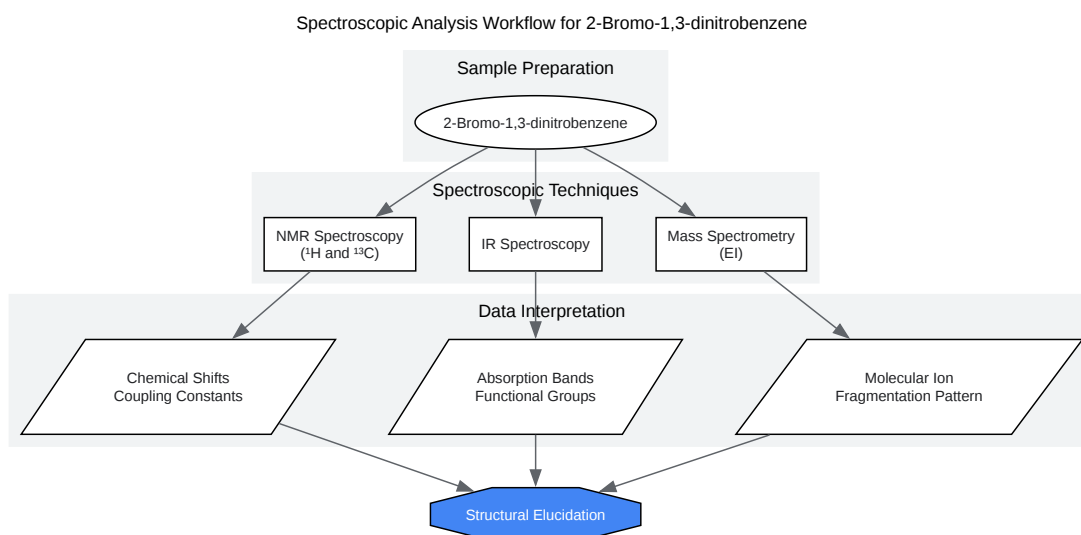 Spectroscopic Analysis Workflow for 2-Bromo-1,3-dinitrobenzene
Sample Preparation
2-Bromo-1,3-dinitrobenzene
Spectroscopic Techniques
NMR Spectroscopy
(¹H and ¹³C)
IR Spectroscopy
Mass Spectrometry
(EI)
Data Interpretation
Chemical Shifts
Coupling Constants
Absorption Bands
Functional Groups
Molecular Ion
Fragmentation Pattern
Structural Elucidation